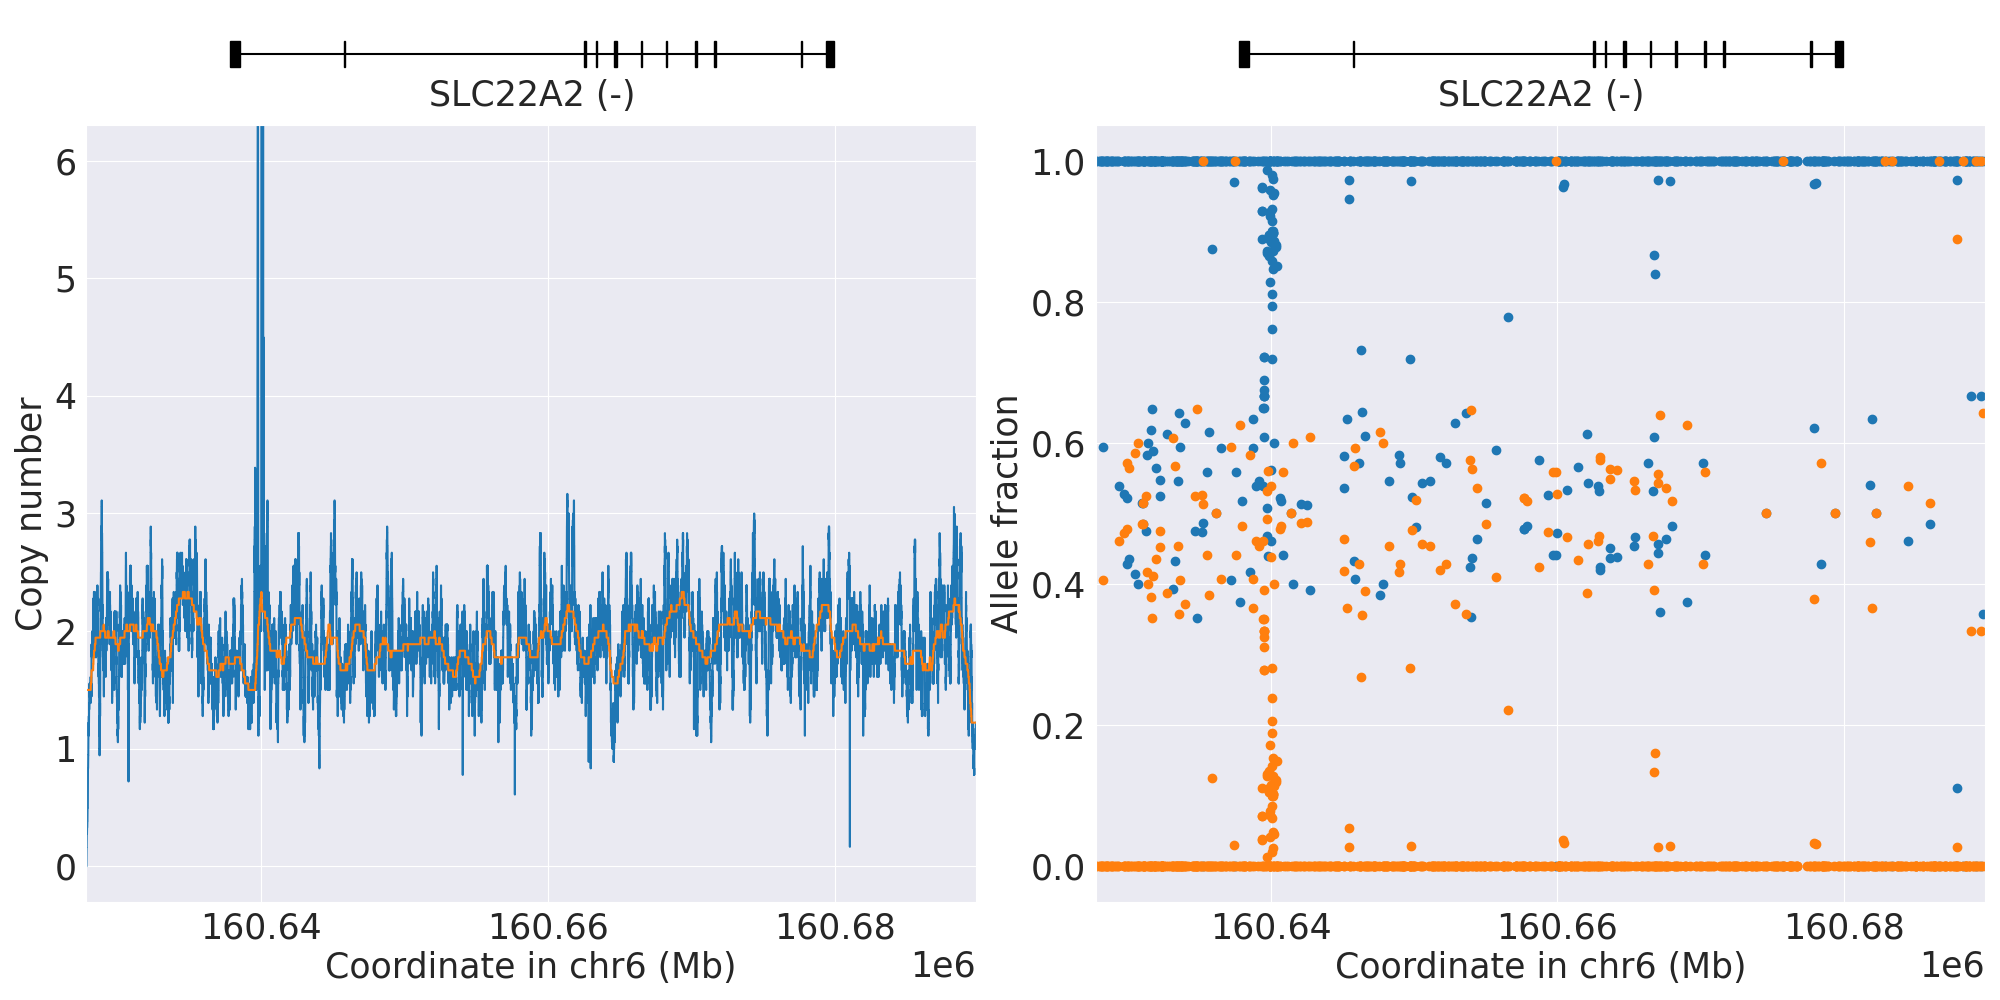 SLC22A2 (-)
SLC22A2 (-)
Copy number
6
5
4
3
2
1
0
160.64
160.66
160.68
Coordinate in chr6 (Mb)
1e6
Allele fraction
1.0
0.8
0.6
0.4
0.2
0.0
160.64
160.66
160.68
Coordinate in chr6 (Mb)
1e6